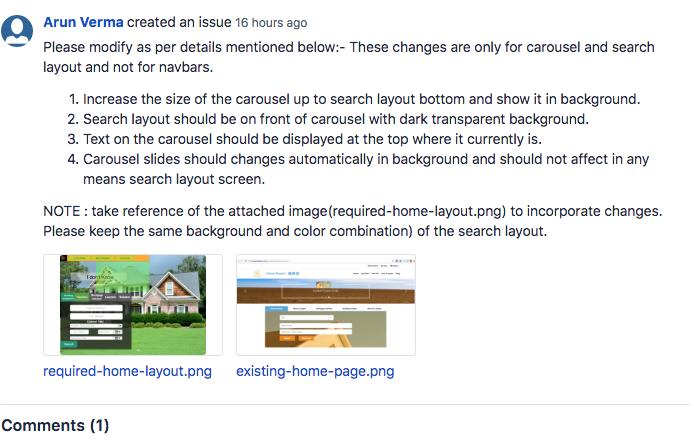 Arun Verma created an issue 16 hours ago
Please modify as per details mentioned below:- These changes are only for carousel and search
layout and not for navbars.
1. Increase the size of the carousel up to search layout bottom and show it in background.
2. Search layout should be on front of carousel with dark transparent background.
3. Text on the carousel should be displayed at the top where it currently is.
4. Carousel slides should changes automatically in background and should not affect in any
means search layout screen.
NOTE : take reference of the attached image(required-home-layout.png) to incorporate changes.
Please keep the same background and color combination) of the search layout.
required-home-layout.png existing-home-page.png
Comments (1)